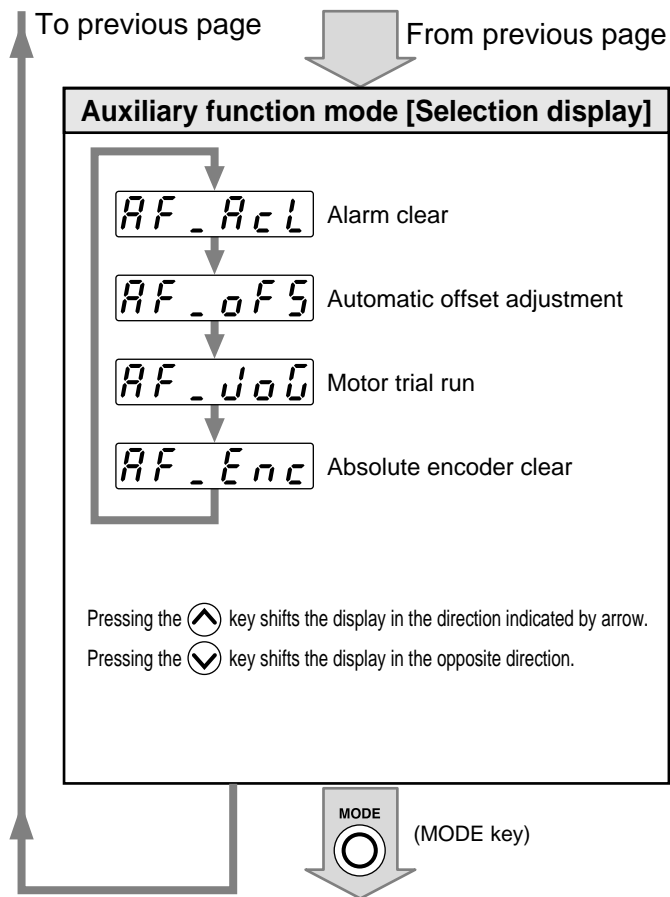 To previous page
From previous page
Auxiliary function mode [Selection display]
AF_AcL Alarm clear
AF_oFS Automatic offset adjustment
AF_JoG Motor trial run
AF_Enc Absolute encoder clear
Pressing the key shifts the display in the direction indicated by arrow.
Pressing the key shifts the display in the opposite direction.
MODE
(MODE key)